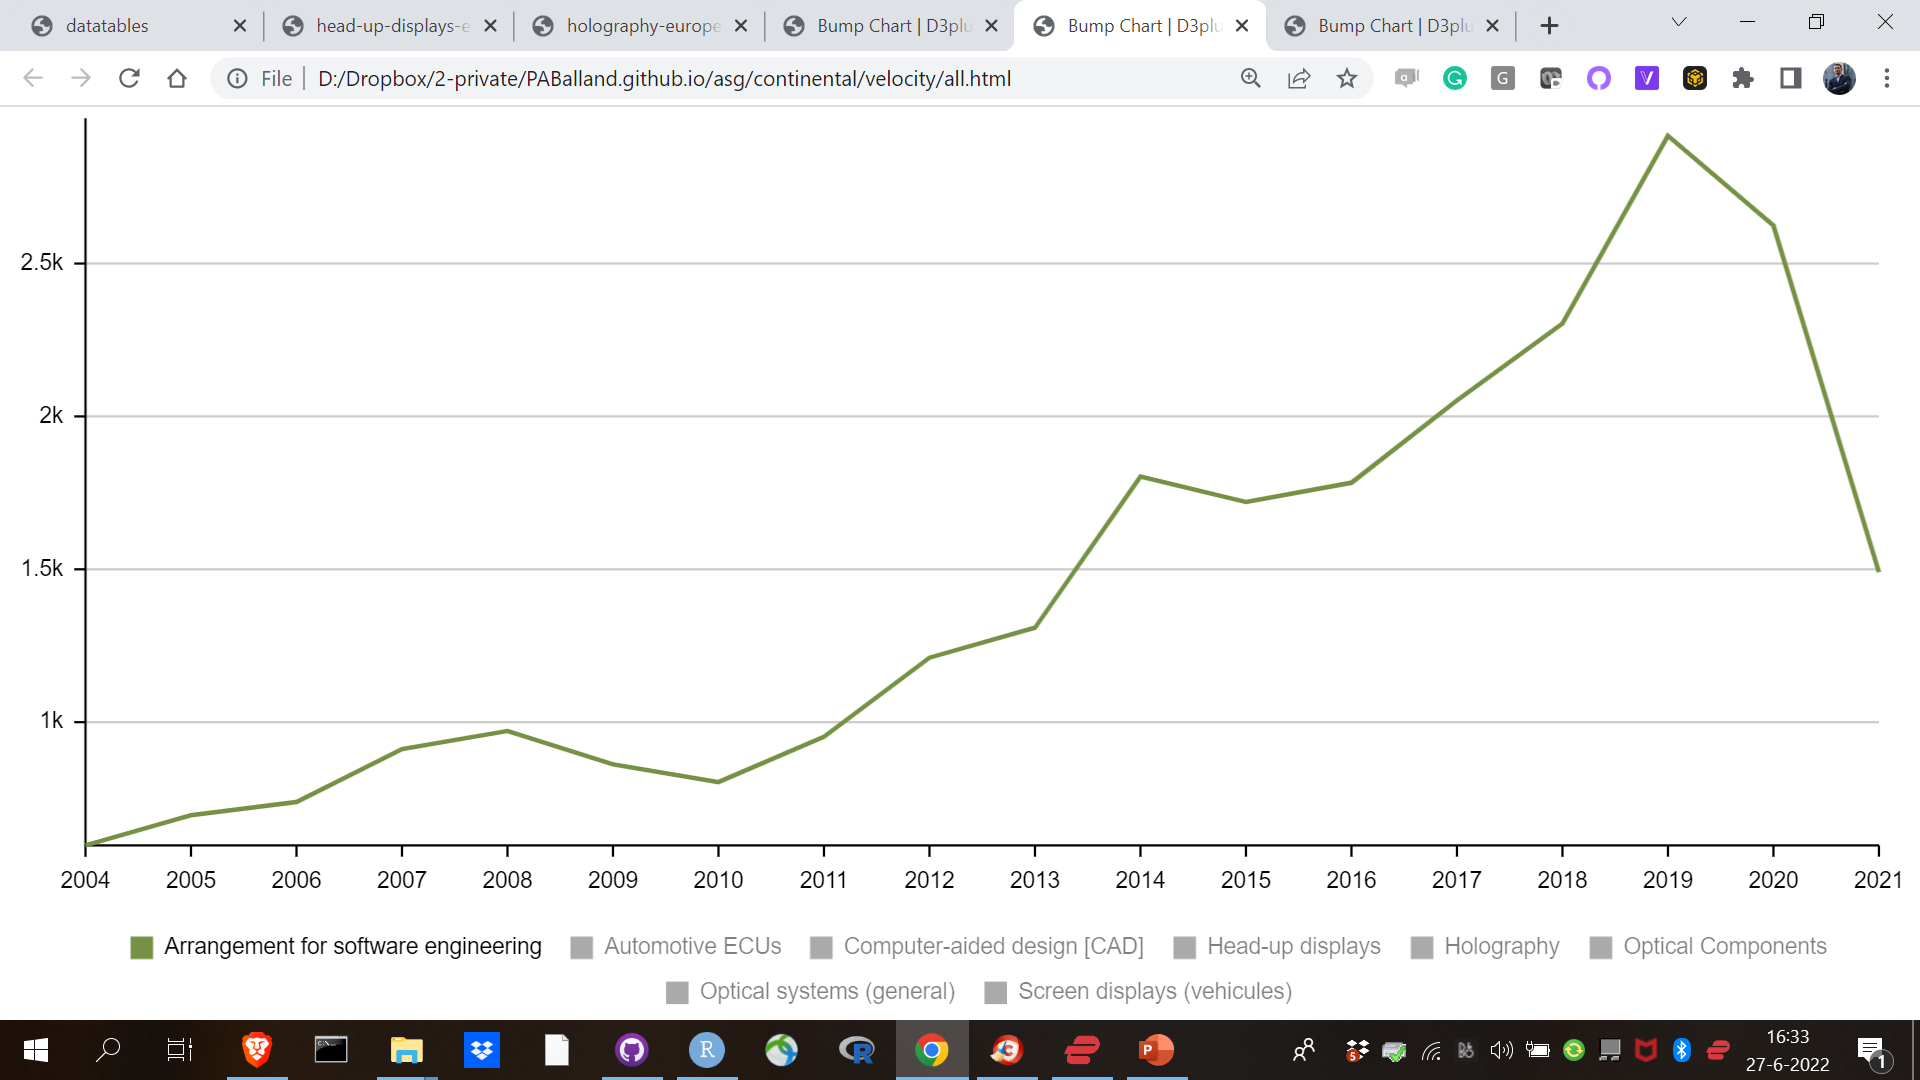 datatables
head-up-displays-e
holography-europe
Bump Chart | D3plu
Bump Chart | D3plu
Bump Chart | D3plu
File
D:/Dropbox/2-private/PABalland.github.io/asg/continental/velocity/all.html
2.5k
2k
1.5k
1k
2004 2005 2006 2007 2008 2009 2010 2011 2012 2013 2014 2015 2016 2017 2018 2019 2020 2021
Arrangement for software engineering Automotive ECUs Computer-aided design [CAD] Head-up displays Holography Optical Components
Optical systems (general) Screen displays (vehicules)
16:33
27-6-2022
1